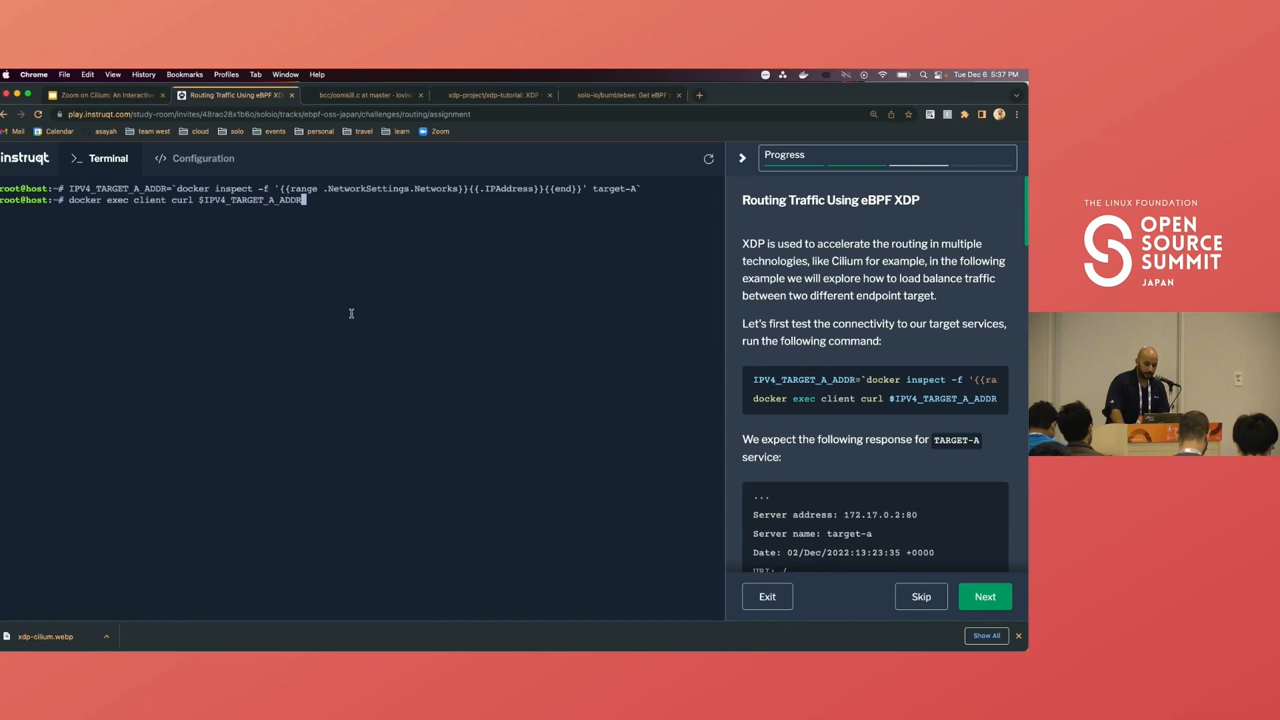 Chrome File Edit View History Bookmarks Profiles Tab Window Help
Tue Dec 6 5:37 PM
Zoom on Cilium: An Interactive
Routing Traffic Using eBPF XD
bcc/oomkill.c at master · iovis
xdp-project/xdp-tutorial: XDP
solo-io/bumblebee: Get eBPF
play.instruqt.com/study-room/invites/48rao28x1b6o/soloio/tracks/ebpf-oss-japan/challenges/routing/assignment
Mail Calendar asayah team west cloud solo events personal travel learn Zoom
instruqt
>_ Terminal
</> Configuration
Progress
root@host:~# IPV4_TARGET_A_ADDR=`docker inspect -f '{{range .NetworkSettings.Networks}}{{.IPAddress}}{{end}}' target-A`
root@host:~# docker exec client curl $IPV4_TARGET_A_ADDR
Routing Traffic Using eBPF XDP
XDP is used to accelerate the routing in multiple
technologies, like Cilium for example, in the following
example we will explore how to load balance traffic
between two different endpoint target.
Let's first test the connectivity to our target services,
run the following command:
IPV4_TARGET_A_ADDR=`docker inspect -f '{{ra
docker exec client curl $IPV4_TARGET_A_ADDR
We expect the following response for TARGET-A
service:
...
Server address: 172.17.0.2:80
Server name: target-a
Date: 02/Dec/2022:13:23:35 +0000
URI: /
Exit
Skip
Next
xdp-cilium.webp
Show All
THE LINUX FOUNDATION
OPEN
SOURCE
SUMMIT
JAPAN